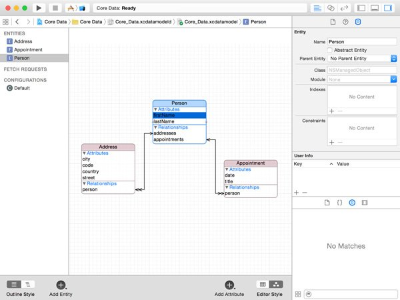 Core Data: Ready
Core Data
Core Data
Core_Data.xcdatamodeld
Core_Data.xcdatamodel
Person
ENTITIES
E Address
E Appointment
E Person
FETCH REQUESTS
CONFIGURATIONS
C Default
Person
Attributes
firstName
lastName
Relationships
addresses
appointments
Address
Attributes
city
code
country
street
Relationships
person
Appointment
Attributes
date
title
Relationships
person
Outline Style
Add Entity
Add Attribute
Editor Style
Entity
Name Person
Abstract Entity
Parent Entity No Parent Entity
Class NSManagedObject
Module None
Indexes
No Content
+ −
Constraints
No Content
+ −
User Info
Key
Value
+ −
No Matches